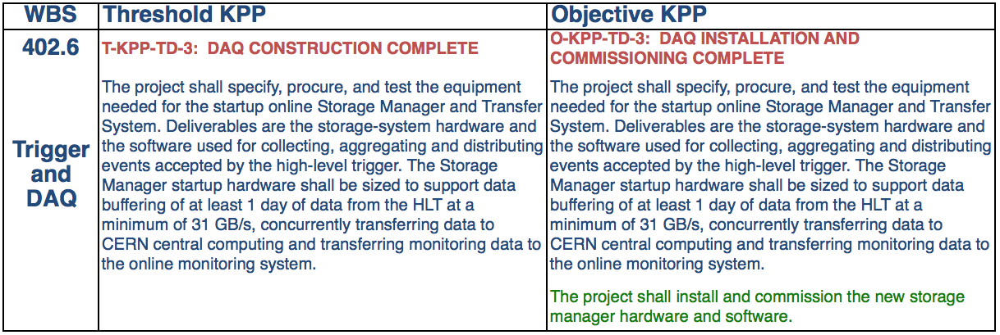 WBS
Threshold KPP
Objective KPP
402.6
Trigger
and
DAQ
T-KPP-TD-3: DAQ CONSTRUCTION COMPLETE
The project shall specify, procure, and test the equipment
needed for the startup online Storage Manager and Transfer
System. Deliverables are the storage-system hardware and
the software used for collecting, aggregating and distributing
events accepted by the high-level trigger. The Storage
Manager startup hardware shall be sized to support data
buffering of at least 1 day of data from the HLT at a
minimum of 31 GB/s, concurrently transferring data to
CERN central computing and transferring monitoring data to
the online monitoring system.
O-KPP-TD-3: DAQ INSTALLATION AND
COMMISSIONING COMPLETE
The project shall specify, procure, and test the equipment
needed for the startup online Storage Manager and Transfer
System. Deliverables are the storage-system hardware and
the software used for collecting, aggregating and distributing
events accepted by the high-level trigger. The Storage
Manager startup hardware shall be sized to support data
buffering of at least 1 day of data from the HLT at a
minimum of 31 GB/s, concurrently transferring data to
CERN central computing and transferring monitoring data to
the online monitoring system.
The project shall install and commission the new storage
manager hardware and software.